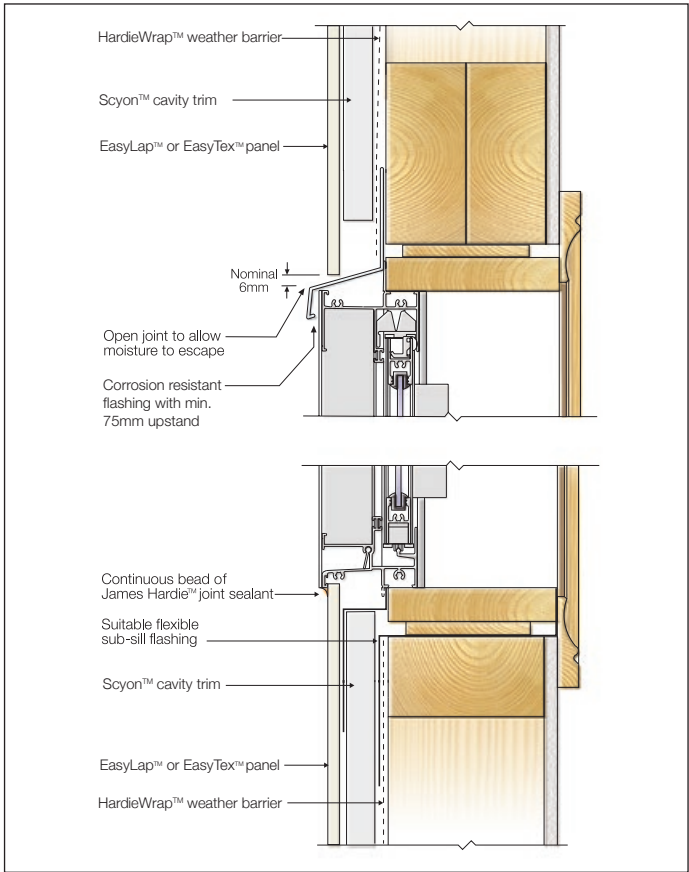 HardieWrap™ weather barrier
Scyon™ cavity trim
EasyLap™ or EasyTex™ panel
Nominal
6mm
Open joint to allow
moisture to escape
Corrosion resistant
flashing with min.
75mm upstand
Continuous bead of
James Hardie™ joint sealant
Suitable flexible
sub-sill flashing
Scyon™ cavity trim
EasyLap™ or EasyTex™ panel
HardieWrap™ weather barrier